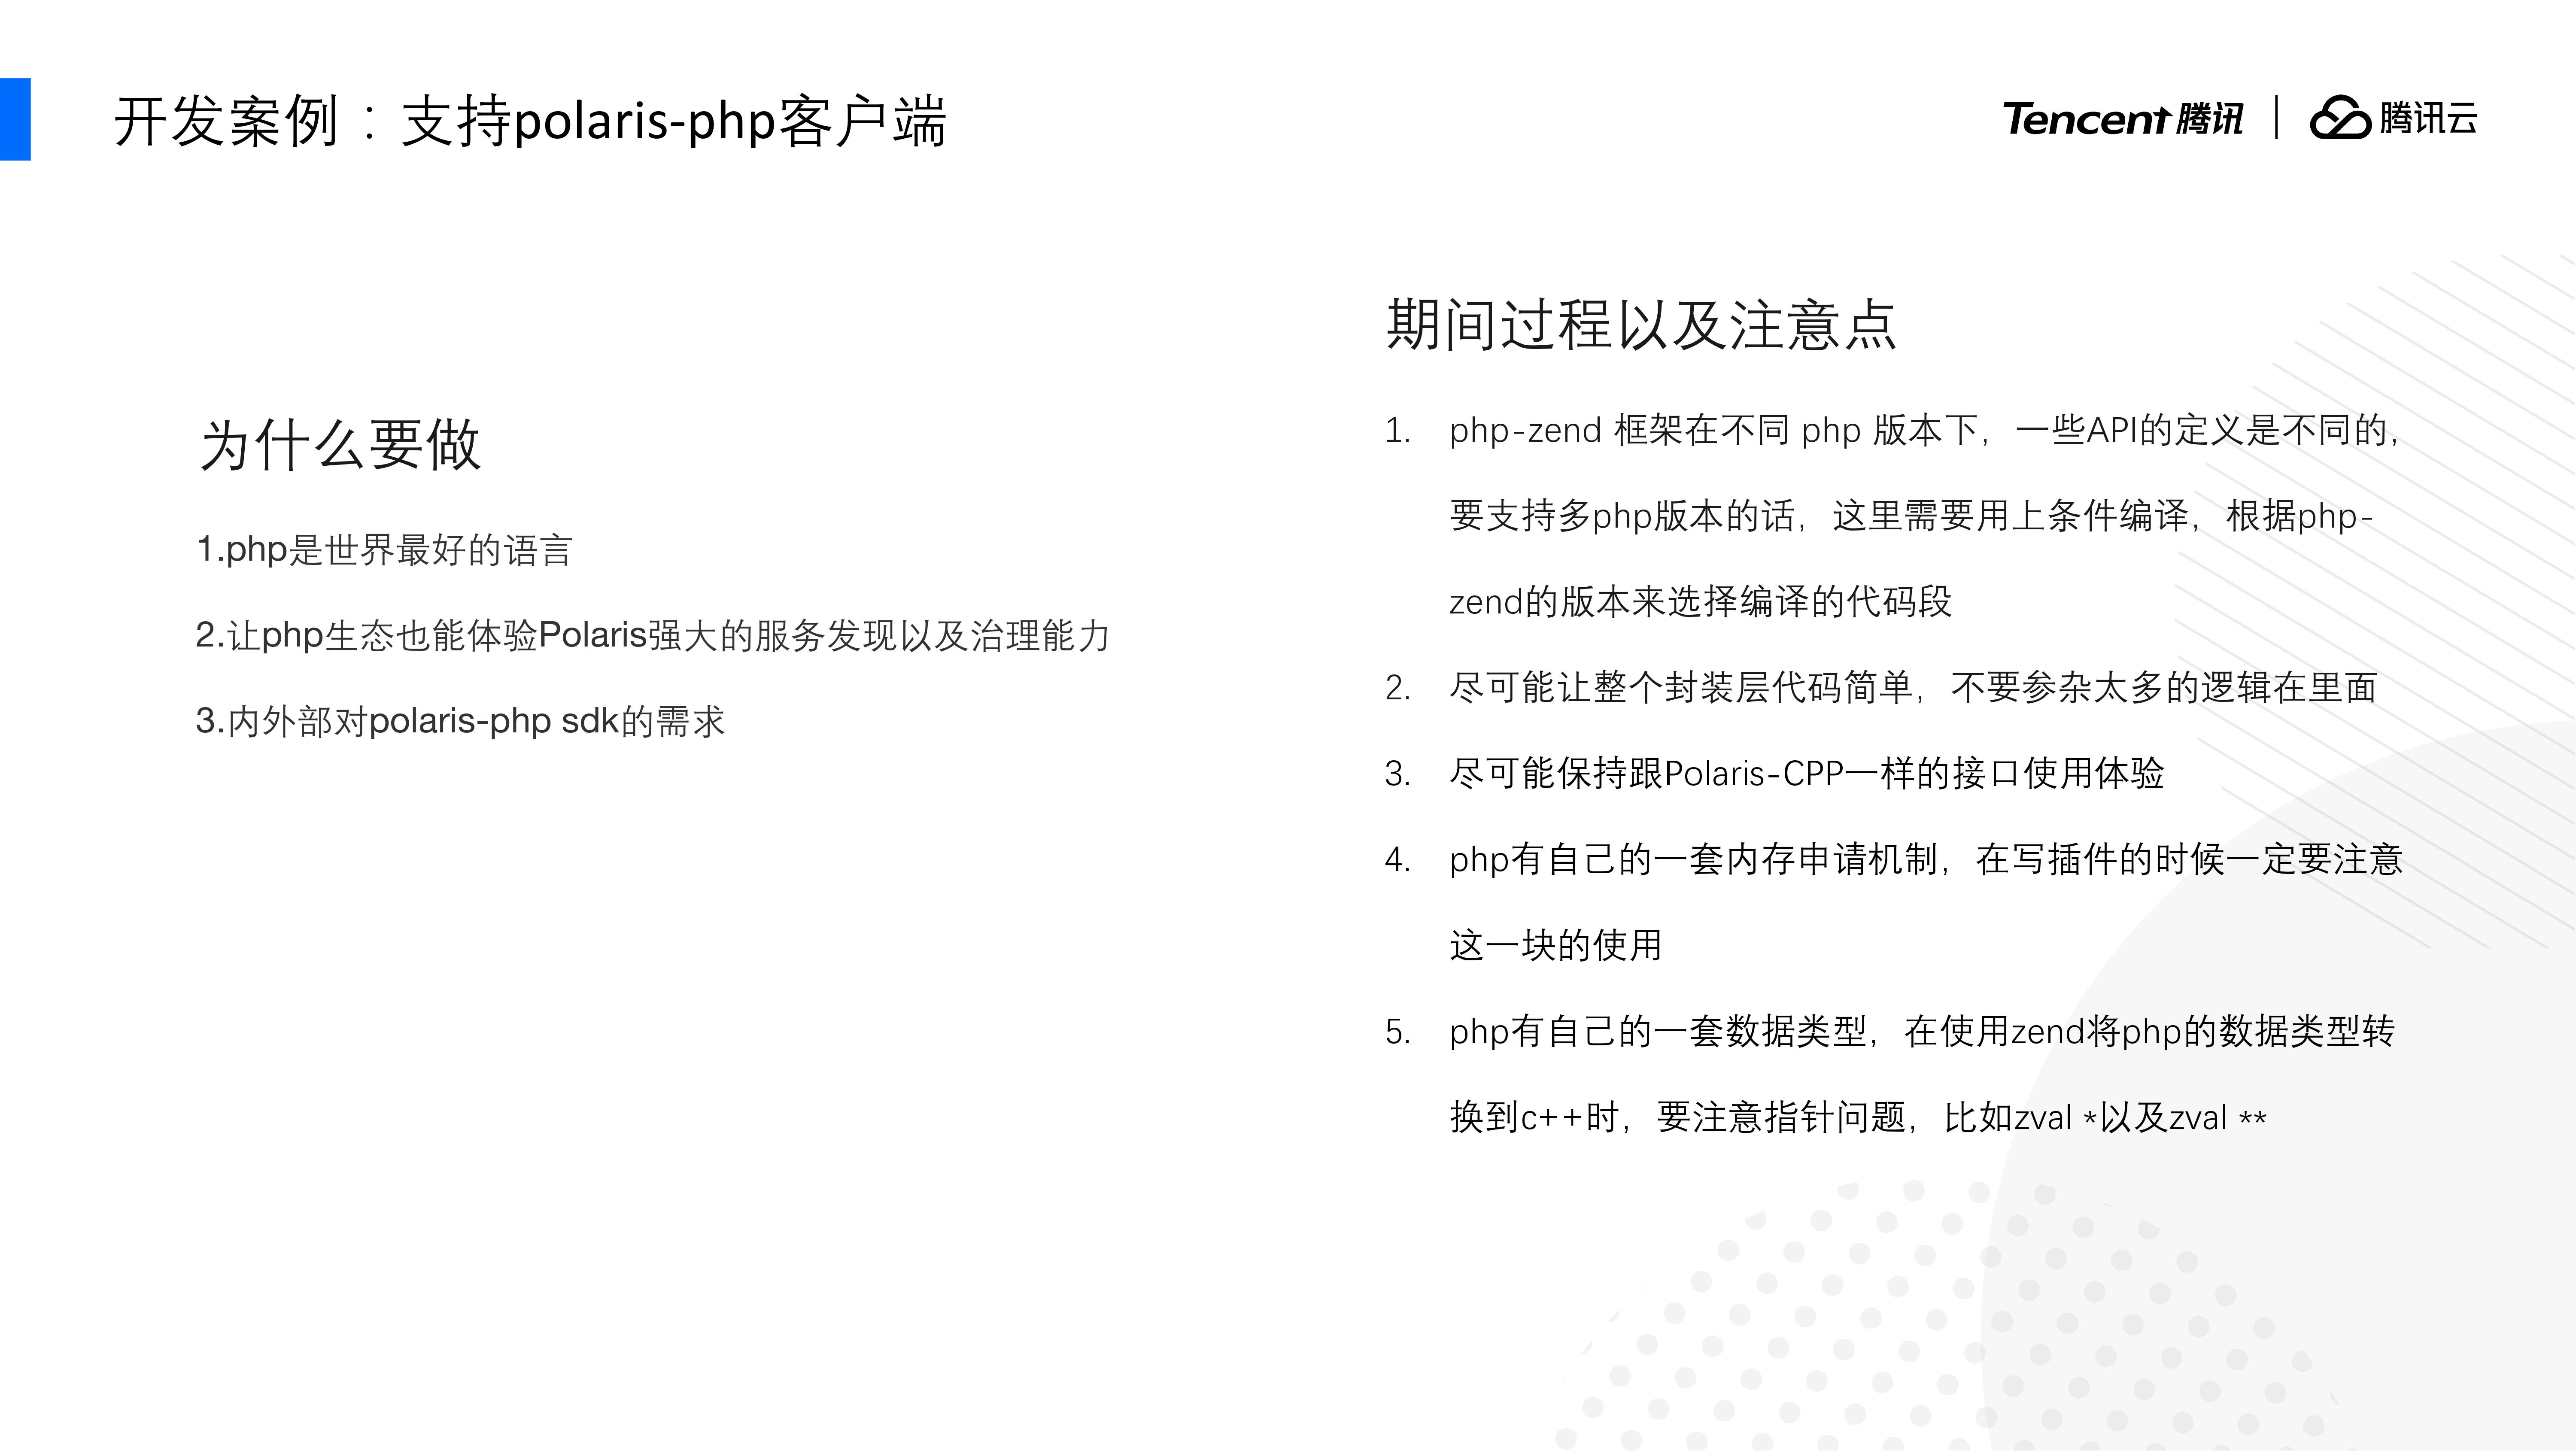 开发案例：支持polaris-php客户端
Tencent腾讯 | 腾讯云
为什么要做
1.php是世界最好的语言
2.让php生态也能体验Polaris强大的服务发现以及治理能力
3.内外部对polaris-php sdk的需求
期间过程以及注意点
1. php-zend 框架在不同 php 版本下，一些API的定义是不同的，
要支持多php版本的话，这里需要用上条件编译，根据php-
zend的版本来选择编译的代码段
2. 尽可能让整个封装层代码简单，不要参杂太多的逻辑在里面
3. 尽可能保持跟Polaris-CPP一样的接口使用体验
4. php有自己的一套内存申请机制，在写插件的时候一定要注意
这一块的使用
5. php有自己的一套数据类型，在使用zend将php的数据类型转
换到c++时，要注意指针问题，比如zval *以及zval **